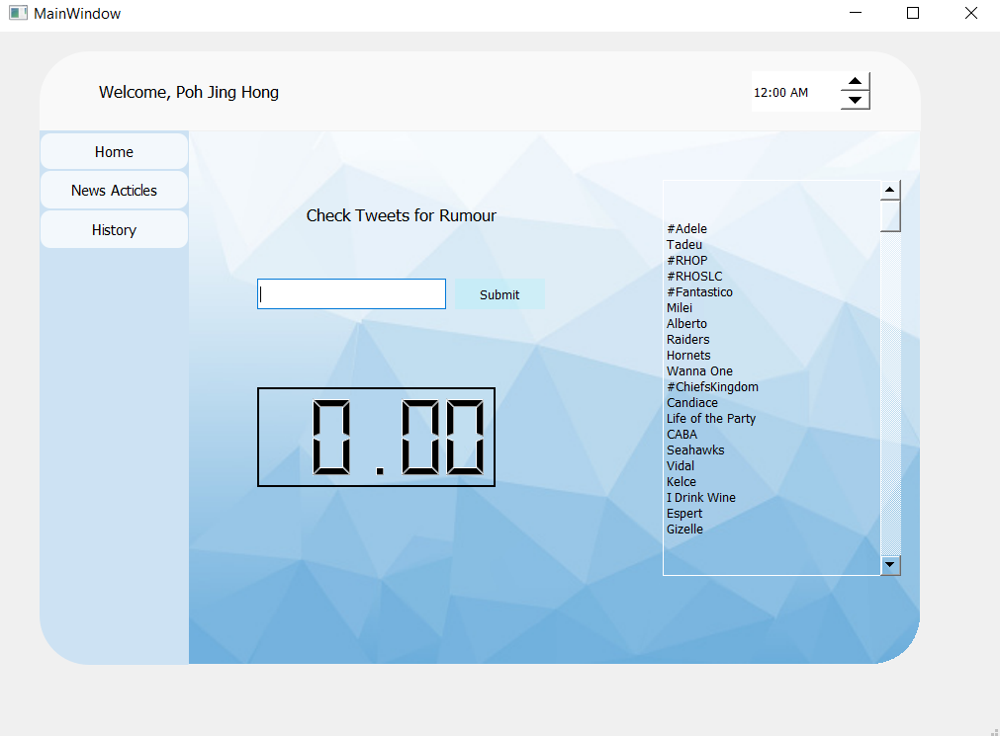 MainWindow
Welcome, Poh Jing Hong
12:00 AM
Home
News Acticles
History
Check Tweets for Rumour
Submit
0.00
#Adele
Tadeu
#RHOP
#RHOSLC
#Fantastico
Milei
Alberto
Raiders
Hornets
Wanna One
#ChiefsKingdom
Candiace
Life of the Party
CABA
Seahawks
Vidal
Kelce
I Drink Wine
Espert
Gizelle